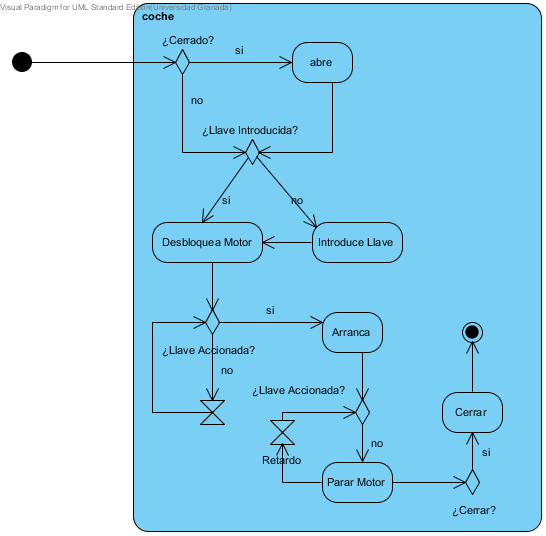 Visual Paradigm for UML Standard Edition(Universidad Granada)
coche
¿Cerrado?
si
abre
no
¿Llave Introducida?
si
no
Desbloquea Motor
Introduce Llave
si
Arranca
¿Llave Accionada?
no
¿Llave Accionada?
Cerrar
no
si
Retardo
Parar Motor
¿Cerrar?